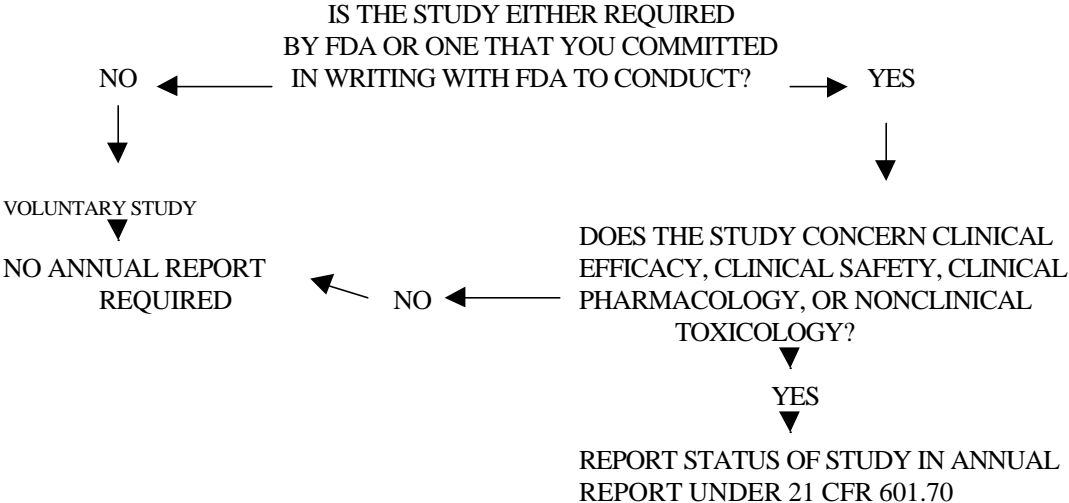 IS THE STUDY EITHER REQUIRED
BY FDA OR ONE THAT YOU COMMITTED
IN WRITING WITH FDA TO CONDUCT?
NO
YES
VOLUNTARY STUDY
NO ANNUAL REPORT
REQUIRED
NO
DOES THE STUDY CONCERN CLINICAL
EFFICACY, CLINICAL SAFETY, CLINICAL
PHARMACOLOGY, OR NONCLINICAL
TOXICOLOGY?
YES
REPORT STATUS OF STUDY IN ANNUAL
REPORT UNDER 21 CFR 601.70